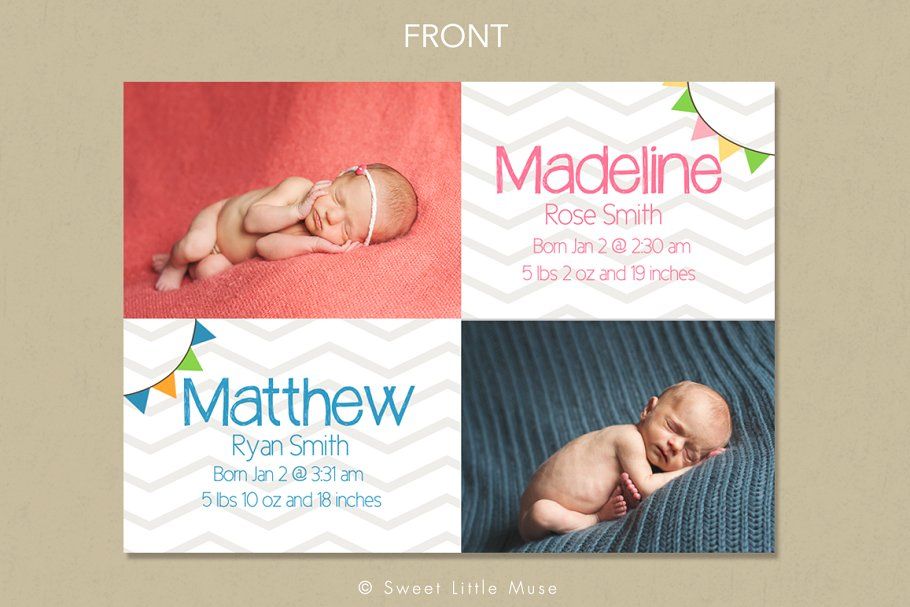 FRONT
Madeline
Rose Smith
Born Jan 2 @ 2:30 am
5 lbs 2 oz and 19 inches
Matthew
Ryan Smith
Born Jan 2 @ 3:31 am
5 lbs 10 oz and 18 inches
© Sweet Little Muse